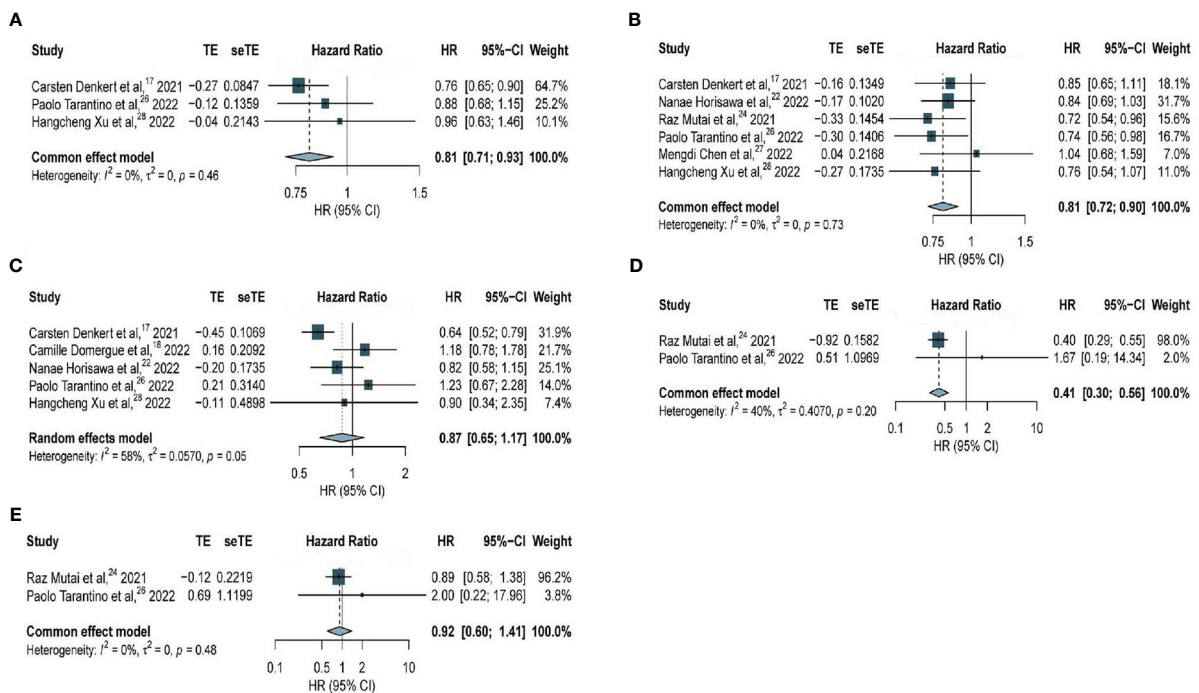 A
Study TE seTE Hazard Ratio HR 95%−CI Weight
Carsten Denkert et al,17 2021 −0.27 0.0847 0.76 [0.65; 0.90] 64.7%
Paolo Tarantino et al,26 2022 −0.12 0.1359 0.88 [0.68; 1.15] 25.2%
Hangcheng Xu et al,28 2022 −0.04 0.2143 0.96 [0.63; 1.46] 10.1%
Common effect model 0.81 [0.71; 0.93] 100.0%
Heterogeneity: I2 = 0%, τ2 = 0, p = 0.46
0.75 1 1.5
HR (95% CI)
B
Study TE seTE Hazard Ratio HR 95%−CI Weight
Carsten Denkert et al,17 2021 −0.16 0.1349 0.85 [0.65; 1.11] 18.1%
Nanae Horisawa et al,22 2022 −0.17 0.1020 0.84 [0.69; 1.03] 31.7%
Raz Mutai et al,24 2021 −0.33 0.1454 0.72 [0.54; 0.96] 15.6%
Paolo Tarantino et al,26 2022 −0.30 0.1406 0.74 [0.56; 0.98] 16.7%
Mengdi Chen et al,27 2022 0.04 0.2188 1.04 [0.68; 1.59] 7.0%
Hangcheng Xu et al,28 2022 −0.27 0.1735 0.76 [0.54; 1.07] 11.0%
Common effect model 0.81 [0.72; 0.90] 100.0%
Heterogeneity: I2 = 0%, τ2 = 0, p = 0.73
0.75 1 1.5
HR (95% CI)
C
Study TE seTE Hazard Ratio HR 95%−CI Weight
Carsten Denkert et al,17 2021 −0.45 0.1069 0.64 [0.52; 0.79] 31.9%
Camille Domergue et al,18 2022 0.16 0.2092 1.18 [0.78; 1.78] 21.7%
Nanae Horisawa et al,22 2022 −0.20 0.1735 0.82 [0.58; 1.15] 25.1%
Paolo Tarantino et al,26 2022 0.21 0.3140 1.23 [0.67; 2.28] 14.0%
Hangcheng Xu et al,28 2022 −0.11 0.4898 0.90 [0.34; 2.35] 7.4%
Random effects model 0.87 [0.65; 1.17] 100.0%
Heterogeneity: I2 = 58%, τ2 = 0.0570, p = 0.05
0.5 1 2
HR (95% CI)
D
Study TE seTE Hazard Ratio HR 95%−CI Weight
Raz Mutai et al,24 2021 −0.92 0.1582 0.40 [0.29; 0.55] 98.0%
Paolo Tarantino et al,26 2022 0.51 1.0969 1.67 [0.19; 14.34] 2.0%
Common effect model 0.41 [0.30; 0.56] 100.0%
Heterogeneity: I2 = 40%, τ2 = 0.4070, p = 0.20
0.1 0.5 1 2 10
HR (95% CI)
E
Study TE seTE Hazard Ratio HR 95%−CI Weight
Raz Mutai et al,24 2021 −0.12 0.2219 0.89 [0.58; 1.38] 96.2%
Paolo Tarantino et al,26 2022 0.69 1.1199 2.00 [0.22; 17.96] 3.8%
Common effect model 0.92 [0.60; 1.41] 100.0%
Heterogeneity: I2 = 0%, τ2 = 0, p = 0.48
0.1 0.5 1 2 10
HR (95% CI)